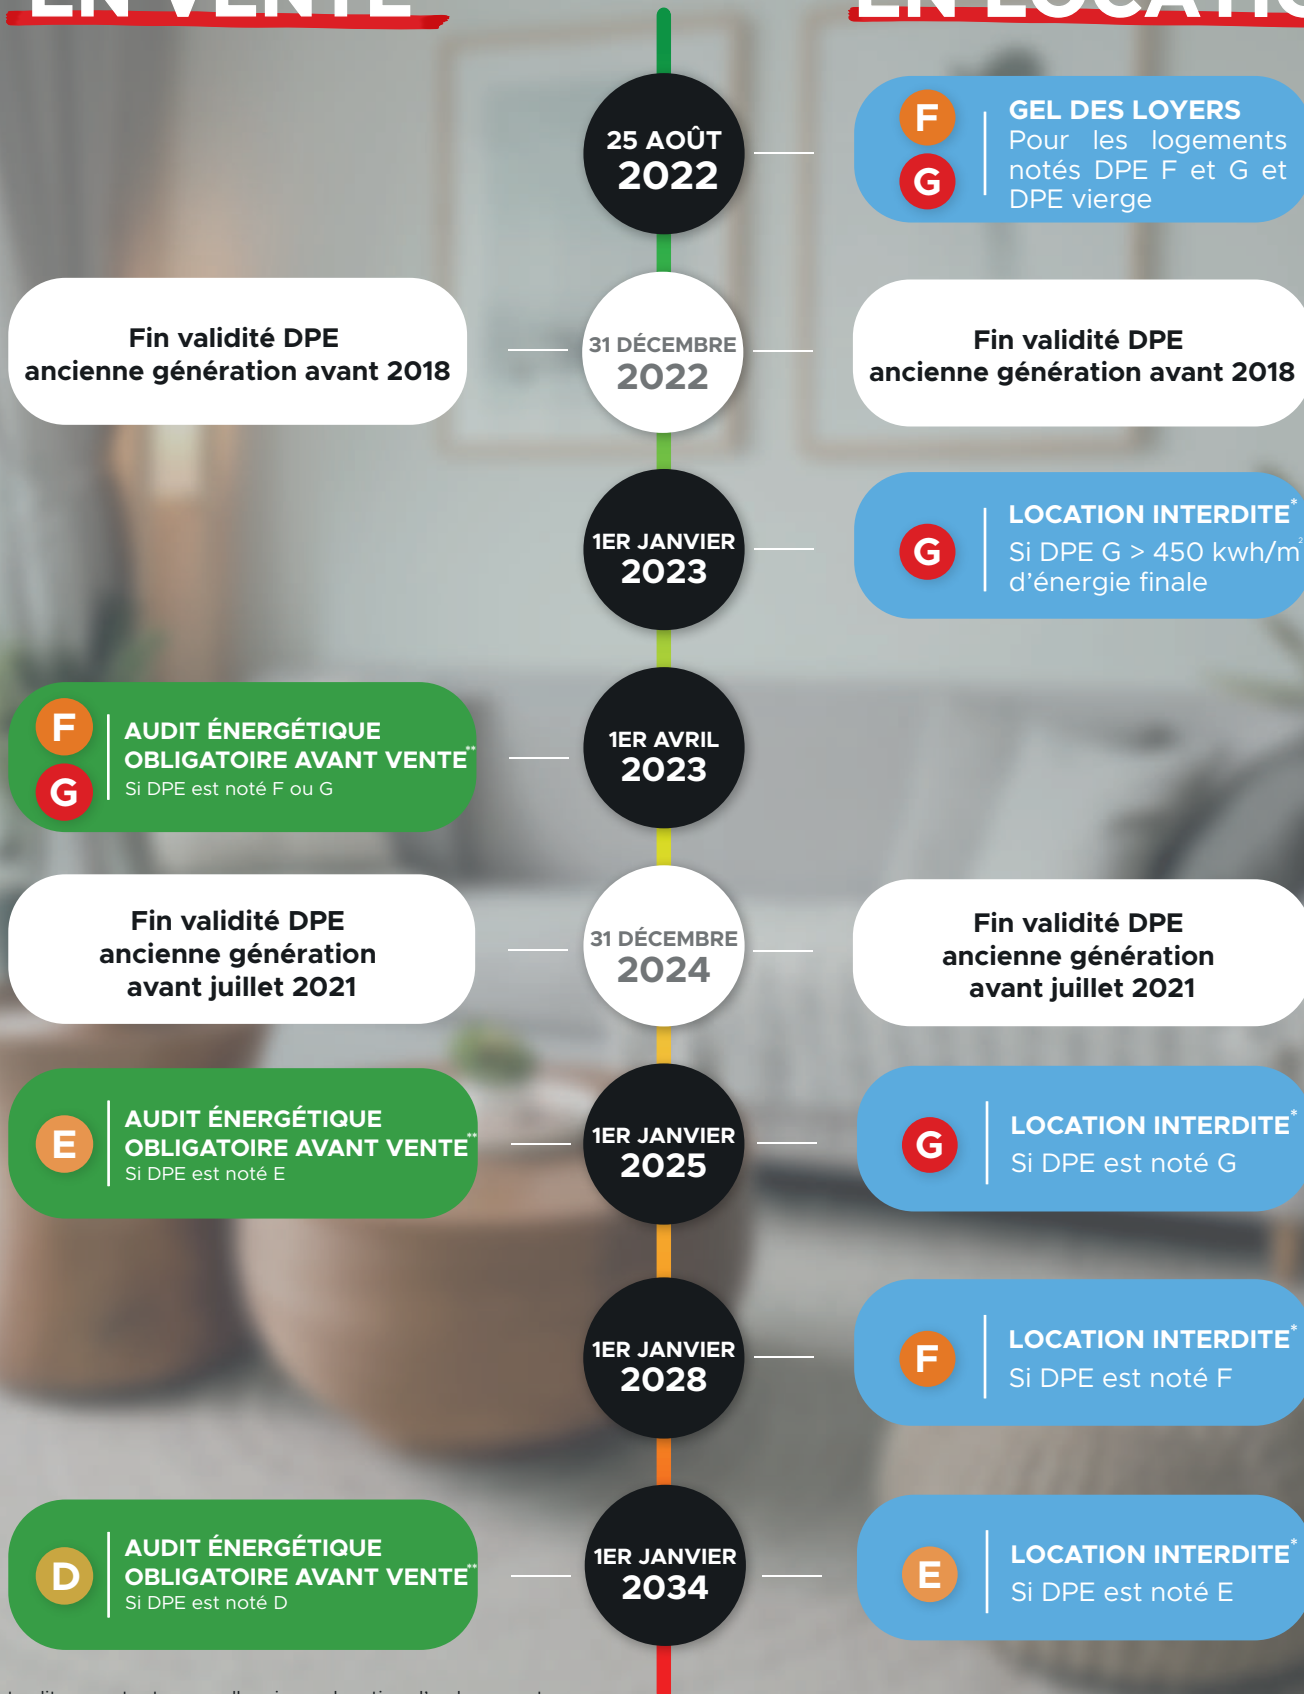 EN VENTE
25 AOÛT
2022
F
G
GEL DES LOYERS
Pour les logements
notés DPE F et G et
DPE vierge
Fin validité DPE
ancienne génération avant 2018
31 DÉCEMBRE
2022
Fin validité DPE
ancienne génération avant 2018
1ER JANVIER
2023
G
LOCATION INTERDITE*
Si DPE G > 450 kwh/m²
d'énergie finale
F
G
AUDIT ÉNERGÉTIQUE
OBLIGATOIRE AVANT VENTE**
Si DPE est noté F ou G
1ER AVRIL
2023
Fin validité DPE
ancienne génération
avant juillet 2021
31 DÉCEMBRE
2024
Fin validité DPE
ancienne génération
avant juillet 2021
E
AUDIT ÉNERGÉTIQUE
OBLIGATOIRE AVANT VENTE**
Si DPE est noté E
1ER JANVIER
2025
G
LOCATION INTERDITE*
Si DPE est noté G
1ER JANVIER
2028
F
LOCATION INTERDITE*
Si DPE est noté F
D
AUDIT ÉNERGÉTIQUE
OBLIGATOIRE AVANT VENTE**
Si DPE est noté D
1ER JANVIER
2034
E
LOCATION INTERDITE*
Si DPE est noté E